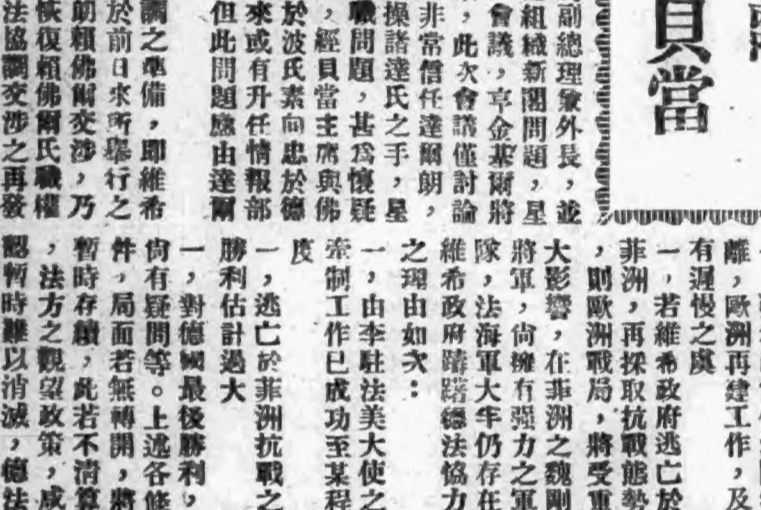 貝當
副總理兼外長，並
組織新閣問題，星
會議，亨金基爾將
，此次會議僅討論
非常信任達爾朗，
操諸達氏之手，星
職問題，甚爲懷疑
，經貝當主席與佛
於波氏素向忠於德
來或有升任情報部
但此問題應由達爾
調之準備，即維希
於前日來所舉行之
朗賴佛爾交涉，乃
恢復賴佛爾氏職權
法協調交涉之再發
離，歐洲再建工作，及
有遲慢之虞
一，若維希政府逃亡於
菲洲，再採取抗戰態勢
，則歐洲戰局，將受重
大影響，在菲洲之魏剛
將軍，尚擁有强力之軍
隊，法海軍大半仍存在
維希政府躊躇德法協力
之理由如次：
一，由李駐法美大使之
牽制工作已成功至某程
度
一，逃亡於菲洲抗戰之
勝利估計過大
一，對德國最後勝利，
尙有疑問等。上述各條
件，局面若無轉開，將
暫時存續，此若不清算
，法方之觀望政策，成
認暫時難以消滅，德法